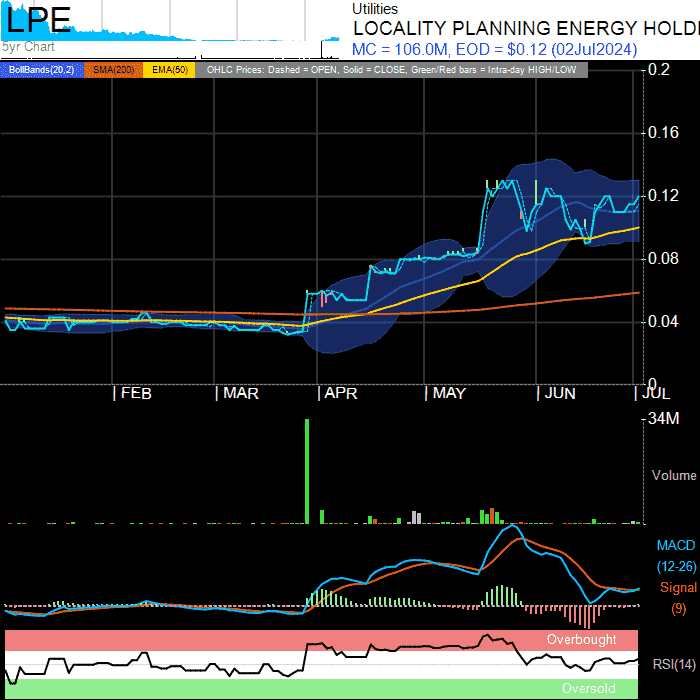 LPE
5yr Chart
Utilities
LOCALITY PLANNING ENERGY HOLDI
MC = 106.0M, EOD = $0.12 (02Jul2024)
BollBands(20,2) SMA(200) EMA(50) OHLC Prices: Dashed = OPEN, Solid = CLOSE, Green/Red bars = Intra-day HIGH/LOW
0.2
0.16
0.12
0.08
0.04
0
FEB MAR APR MAY JUN JUL
34M
Volume
MACD
(12-26)
Signal
(9)
Overbought
RSI(14)
Oversold